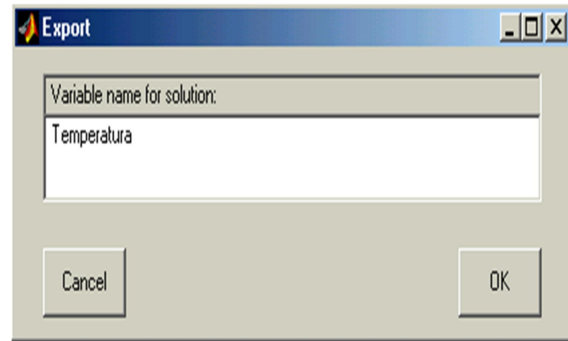 Export
Variable name for solution:
Temperatura
Cancel
OK